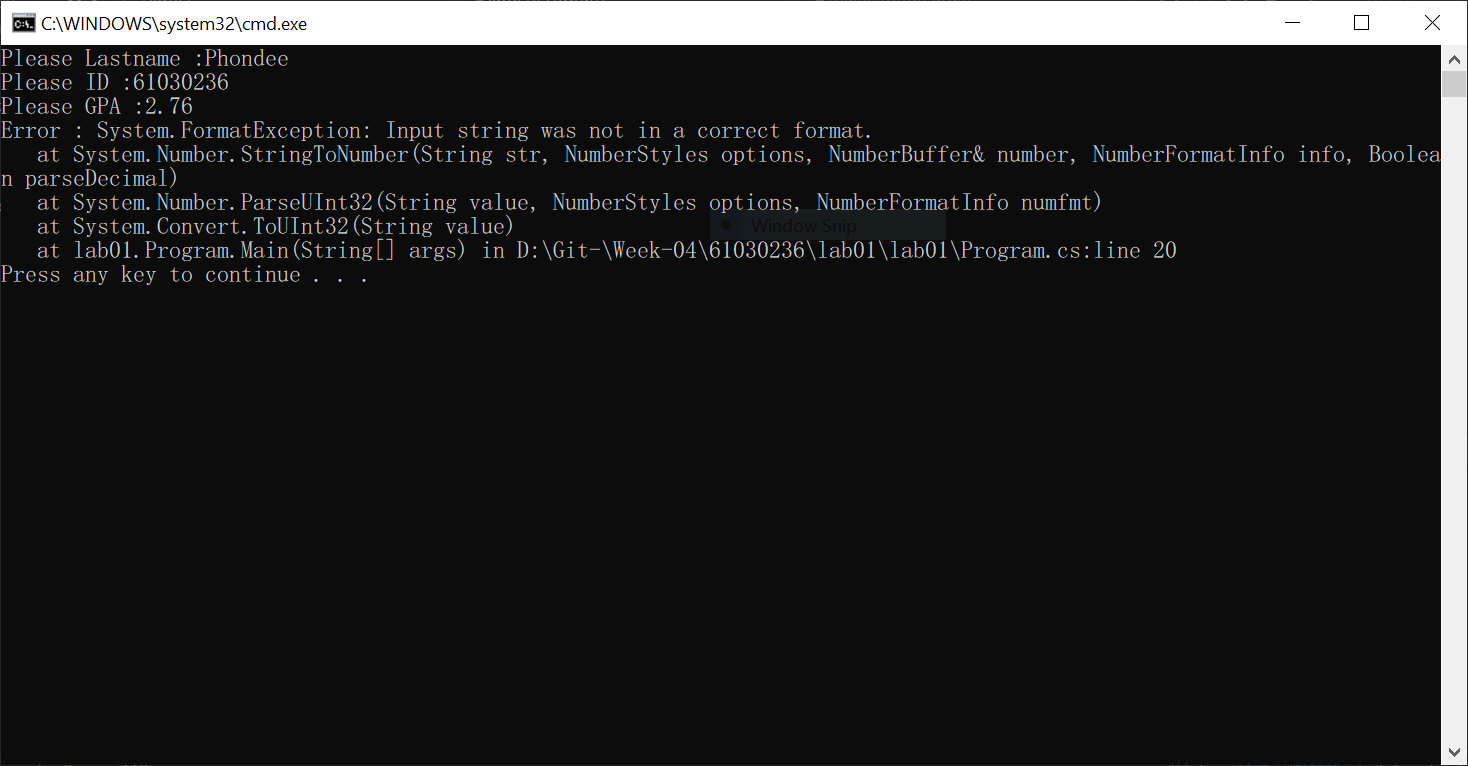 C:\WINDOWS\system32\cmd.exe
Please Lastname :Phondee
Please ID :61030236
Please GPA :2.76
Error : System.FormatException: Input string was not in a correct format.
   at System.Number.StringToNumber(String str, NumberStyles options, NumberBuffer& number, NumberFormatInfo info, Boolea
n parseDecimal)
   at System.Number.ParseUInt32(String value, NumberStyles options, NumberFormatInfo numfmt)
   at System.Convert.ToUInt32(String value)
Window Snip
   at lab01.Program.Main(String[] args) in D:\Git-\Week-04\61030236\lab01\lab01\Program.cs:line 20
Press any key to continue . . .